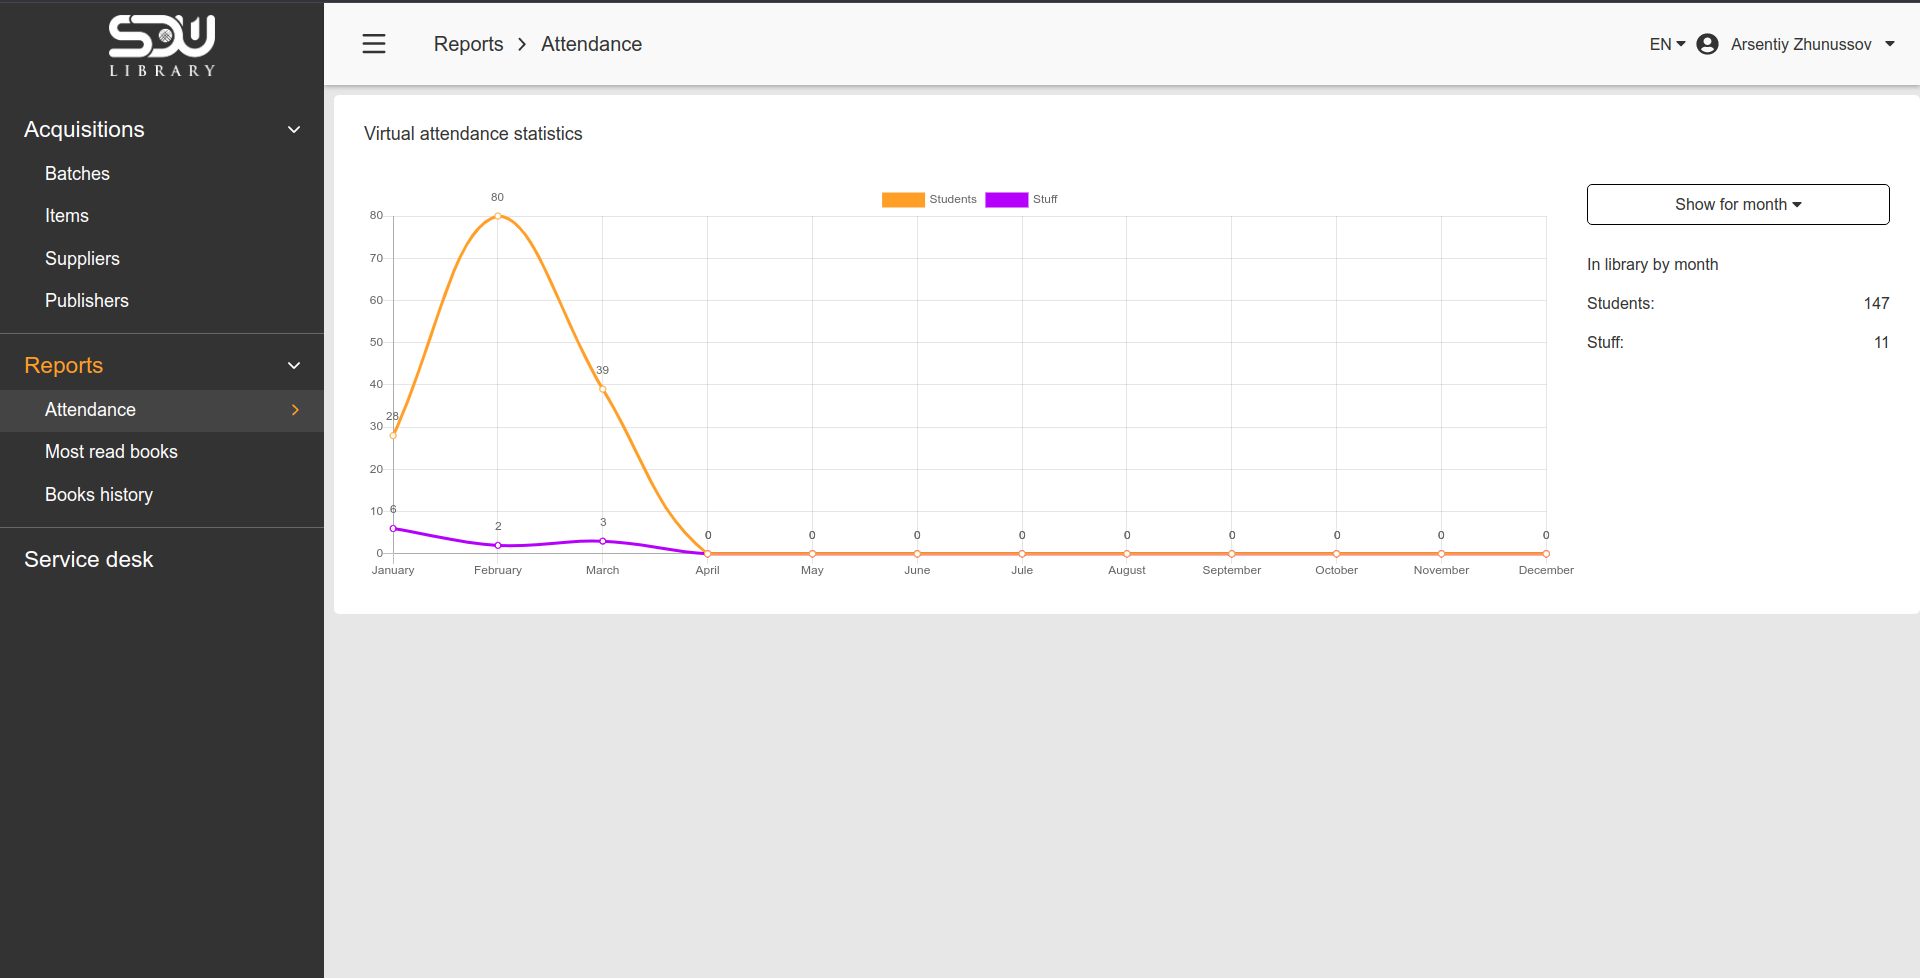 SDU
LIBRARY
Acquisitions
Batches
Items
Suppliers
Publishers
Reports
Attendance
Most read books
Books history
Service desk
Reports > Attendance
EN
Arsentiy Zhunussov
Virtual attendance statistics
Students
Stuff
80
70
60
50
40
30
20
10
0
28
80
39
6
2
3
0
0
0
0
0
0
0
0
0
January
February
March
April
May
June
Jule
August
September
October
November
December
Show for month
In library by month
Students: 147
Stuff: 11